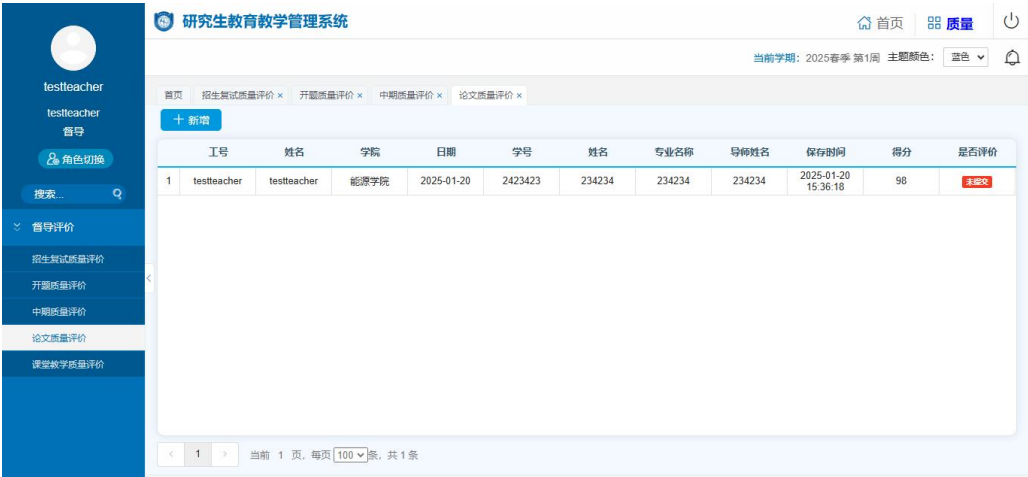 研究生教育教学管理系统
首页
质量
当前学期：2025春季 第1周 主题颜色：
蓝色
testteacher
testteacher
督导
角色切换
搜索...
督导评价
招生复试质量评价
开题质量评价
中期质量评价
论文质量评价
课堂教学质量评价
首页 招生复试质量评价 × 开题质量评价 × 中期质量评价 × 论文质量评价 ×
新增
工号 姓名 学院 日期 学号 姓名 专业名称 导师姓名 保存时间 得分 是否评价
1 testteacher testteacher 能源学院 2025-01-20 2423423 234234 234234 234234 2025-01-20 15:36:18 98 未提交
1 当前 1 页, 每页 100 条, 共 1 条